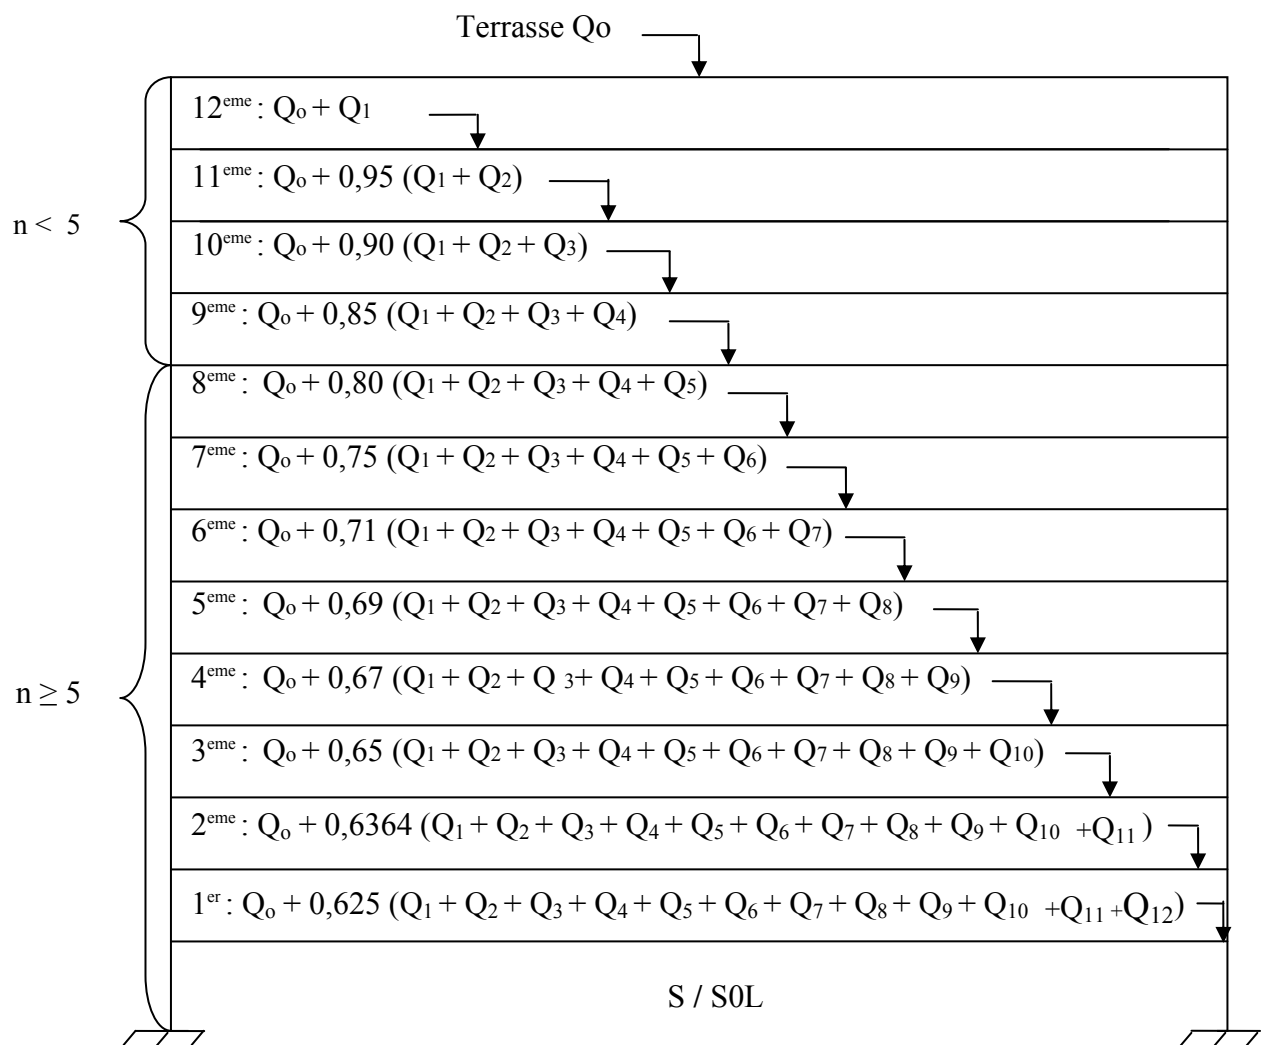 Terrasse Qo
12eme : Qo + Q1
11eme : Qo + 0,95 (Q1 + Q2)
n < 5
10eme : Qo + 0,90 (Q1 + Q2 + Q3)
9eme : Qo + 0,85 (Q1 + Q2 + Q3 + Q4)
8eme : Qo + 0,80 (Q1 + Q2 + Q3 + Q4 + Q5)
7eme : Qo + 0,75 (Q1 + Q2 + Q3 + Q4 + Q5 + Q6)
6eme : Qo + 0,71 (Q1 + Q2 + Q3 + Q4 + Q5 + Q6 + Q7)
5eme : Qo + 0,69 (Q1 + Q2 + Q3 + Q4 + Q5 + Q6 + Q7 + Q8)
4eme : Qo + 0,67 (Q1 + Q2 + Q 3+ Q4 + Q5 + Q6 + Q7 + Q8 + Q9)
n ≥ 5
3eme : Qo + 0,65 (Q1 + Q2 + Q3 + Q4 + Q5 + Q6 + Q7 + Q8 + Q9 + Q10)
2eme : Qo + 0,6364 (Q1 + Q2 + Q3 + Q4 + Q5 + Q6 + Q7 + Q8 + Q9 + Q10 +Q11 )
1er : Qo + 0,625 (Q1 + Q2 + Q3 + Q4 + Q5 + Q6 + Q7 + Q8 + Q9 + Q10 +Q11 +Q12)
S / S0L